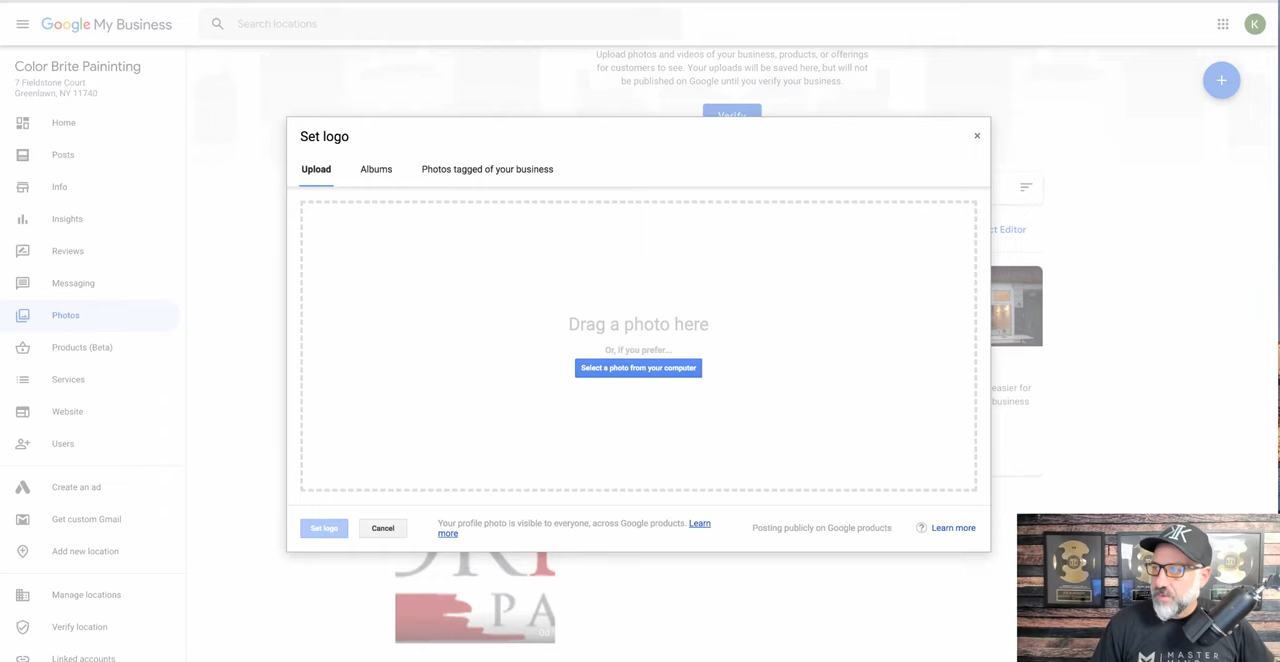 Google My Business
Search locations
K
Color Brite Painting
7 Fieldstone Court
Greenlawn, NY 11740
Home
Posts
Info
Insights
Reviews
Messaging
Photos
Products (Beta)
Services
Website
Users
Create an ad
Get custom Gmail
Add new location
Manage locations
Verify location
Linked accounts
Upload photos and videos of your business, products, or offerings
for customers to see. Your uploads will be saved here, but will not
be published on Google until you verify your business.
Verify
Set logo
×
Upload
Albums
Photos tagged of your business
Drag a photo here
Or, if you prefer...
Select a photo from your computer
Set logo
Cancel
Your profile photo is visible to everyone, across Google products. Learn
more
Posting publicly on Google products
Learn more
ct Editor
easier for
business
PA
0d
MASTER
MIND